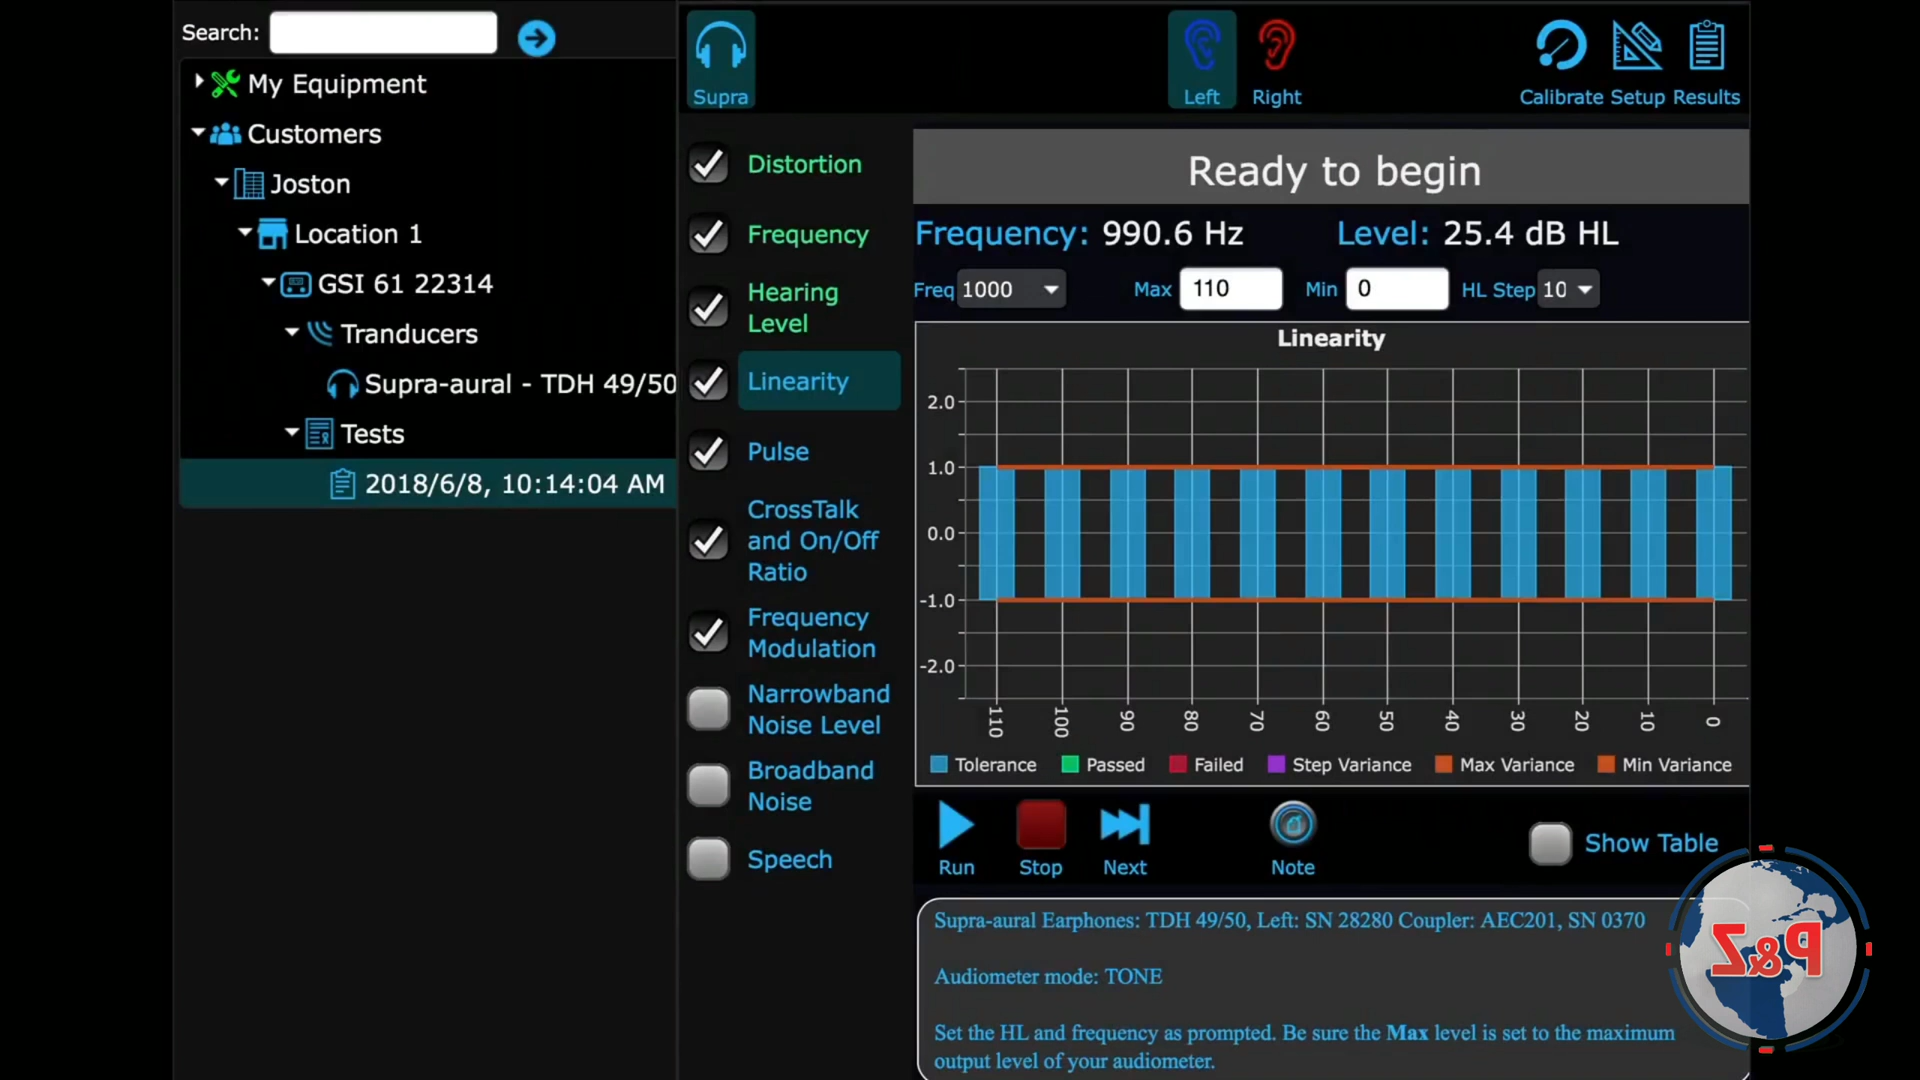 Search:
My Equipment
Customers
Joston
Location 1
GSI 61 22314
Tranducers
Supra-aural - TDH 49/50
Tests
2018/6/8, 10:14:04 AM
Supra
Left
Right
Calibrate
Setup
Results
Distortion
Frequency
Hearing
Level
Linearity
Pulse
CrossTalk
and On/Off
Ratio
Frequency
Modulation
Narrowband
Noise Level
Broadband
Noise
Speech
Ready to begin
Frequency: 990.6 Hz
Level: 25.4 dB HL
Freq 1000
Max 110
Min 0
HL Step 10
Linearity
2.0
1.0
0.0
-1.0
-2.0
110 100 90 80 70 60 50 40 30 20 10 0
Tolerance
Passed
Failed
Step Variance
Max Variance
Min Variance
Run
Stop
Next
Note
Show Table
Supra-aural Earphones: TDH 49/50, Left: SN 28280 Coupler: AEC201, SN 0370
Audiometer mode: TONE
Set the HL and frequency as prompted. Be sure the Max level is set to the maximum
output level of your audiometer.
P&Z